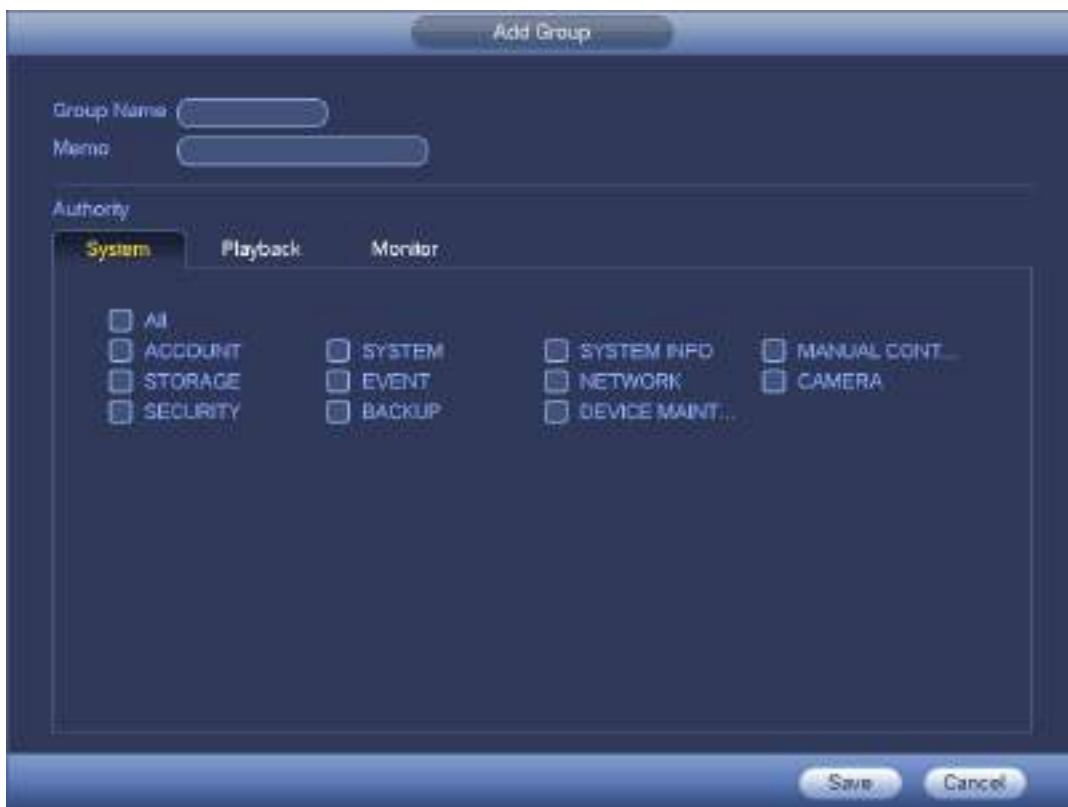 Add Group
Group Name
Memo
Authority
System Playback Monitor
All
ACCOUNT SYSTEM SYSTEM INFO MANUAL CONT...
STORAGE EVENT NETWORK CAMERA
SECURITY BACKUP DEVICE MAINT...
Save Cancel